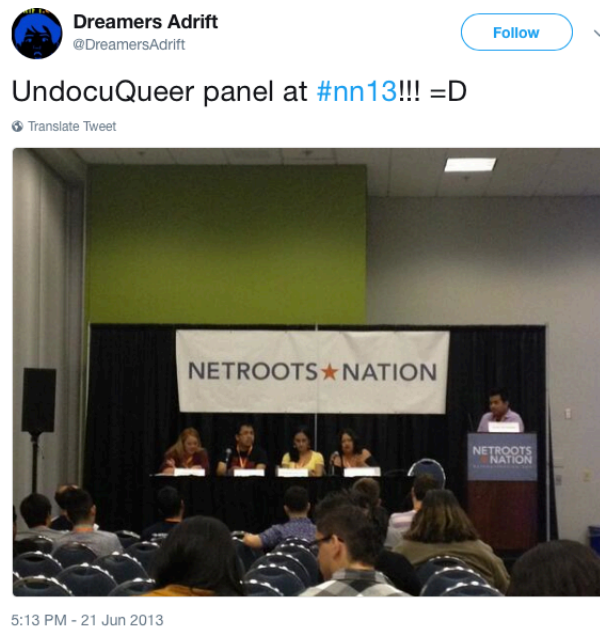 Dreamers Adrift
@DreamersAdrift
Follow
UndocuQueer panel at #nn13!!! =D
Translate Tweet
NETROOTS★NATION
NETROOTS
NATION
5:13 PM - 21 Jun 2013